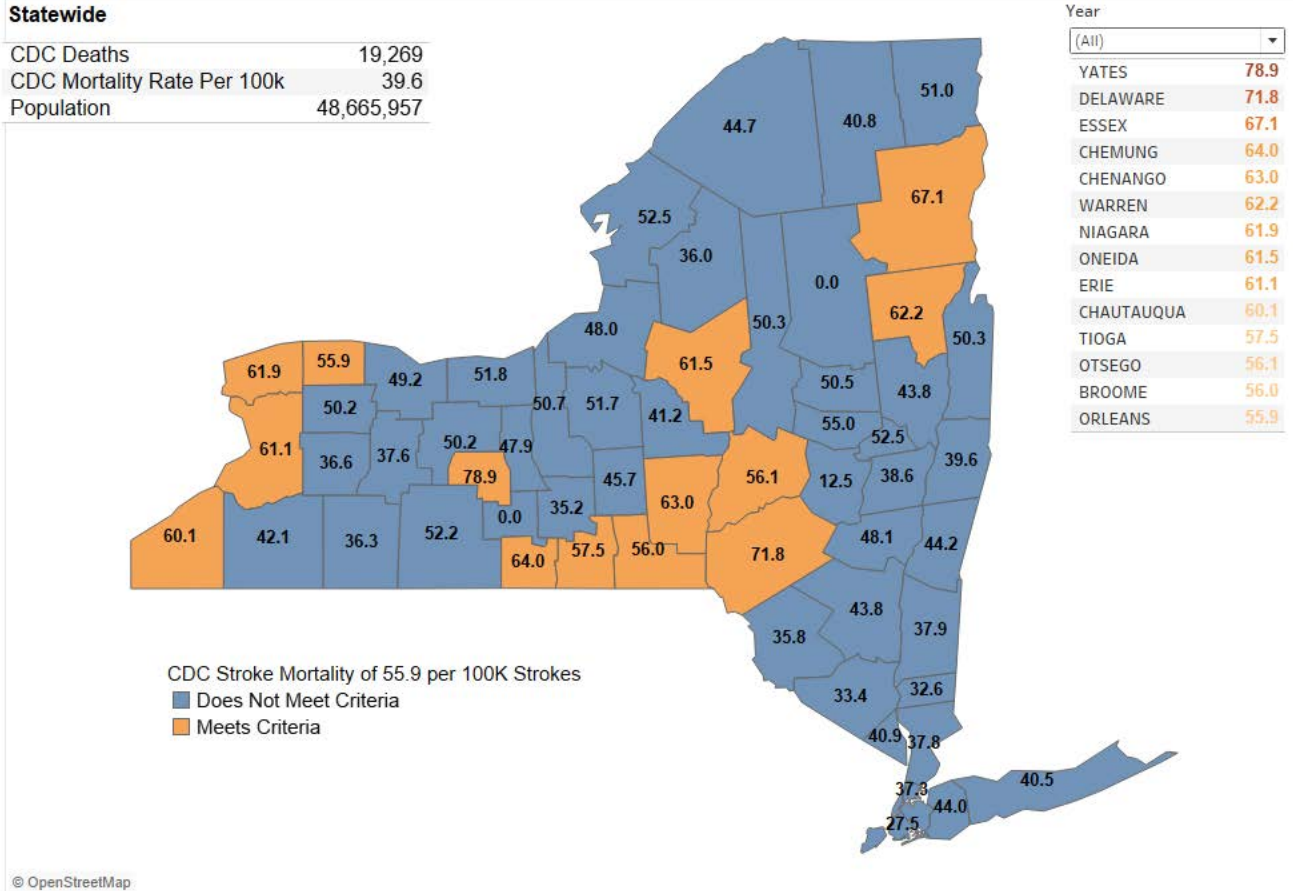 Statewide
CDC Deaths 19,269
CDC Mortality Rate Per 100k 39.6
Population 48,665,957
Year
(All)
YATES 78.9
DELAWARE 71.8
ESSEX 67.1
CHEMUNG 64.0
CHENANGO 63.0
WARREN 62.2
NIAGARA 61.9
ONEIDA 61.5
ERIE 61.1
CHAUTAUQUA 60.1
TIOGA 57.5
OTSEGO 56.1
BROOME 56.0
ORLEANS 55.9
51.0
44.7
40.8
67.1
52.5
36.0
0.0
62.2
48.0
50.3
50.3
61.5
61.9
55.9
49.2
51.8
50.7
51.7
41.2
50.5
43.8
50.2
55.0
52.5
61.1
36.6
37.6
50.2
47.9
78.9
45.7
63.0
56.1
12.5
38.6
39.6
60.1
42.1
36.3
52.2
0.0
35.2
64.0
57.5
56.0
71.8
48.1
44.2
43.8
37.9
35.8
33.4
32.6
40.9
37.8
37.3
27.5
44.0
40.5
CDC Stroke Mortality of 55.9 per 100K Strokes
Does Not Meet Criteria
Meets Criteria
© OpenStreetMap